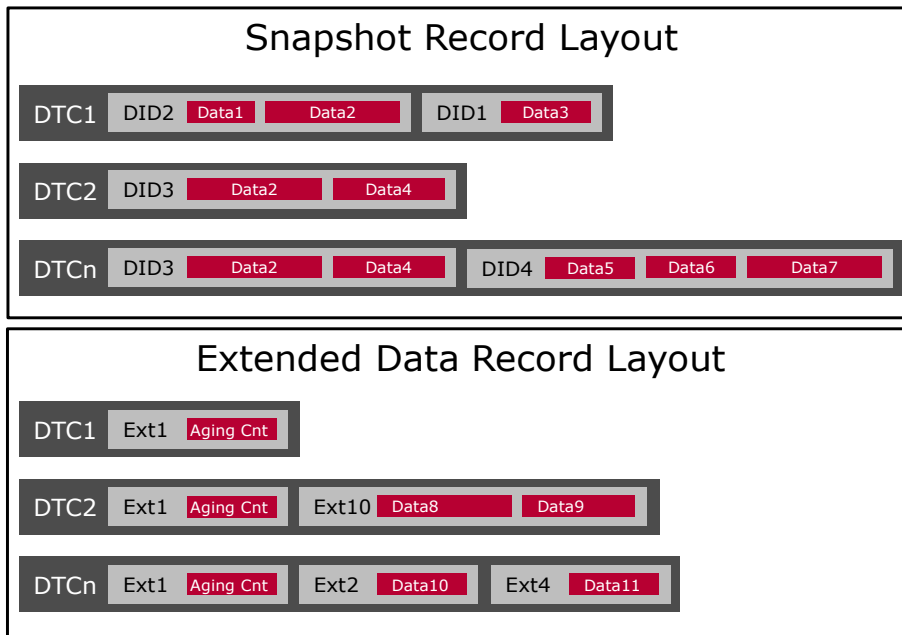 Snapshot Record Layout
DTC1 DID2 Data1 Data2 DID1 Data3
DTC2 DID3 Data2 Data4
DTCn DID3 Data2 Data4 DID4 Data5 Data6 Data7
Extended Data Record Layout
DTC1 Ext1 Aging Cnt
DTC2 Ext1 Aging Cnt Ext10 Data8 Data9
DTCn Ext1 Aging Cnt Ext2 Data10 Ext4 Data11